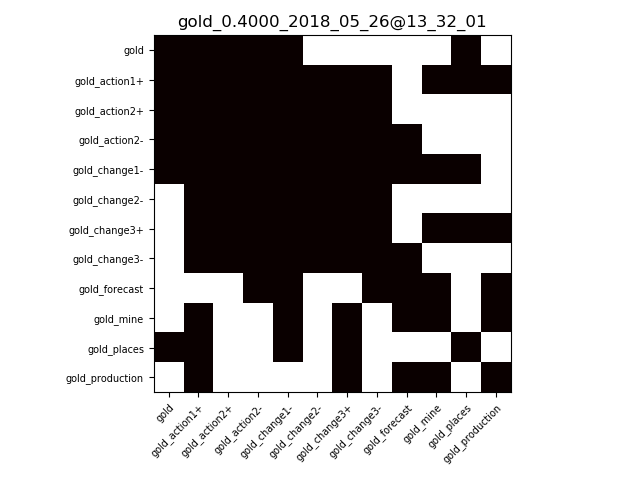 gold_0.4000_2018_05_26@13_32_01
gold
gold_action1+
gold_action2+
gold_action2-
gold_change1-
gold_change2-
gold_change3+
gold_change3-
gold_forecast
gold_mine
gold_places
gold_production
gold
gold_action1+
gold_action2+
gold_action2-
gold_change1-
gold_change2-
gold_change3+
gold_change3-
gold_forecast
gold_mine
gold_places
gold_production